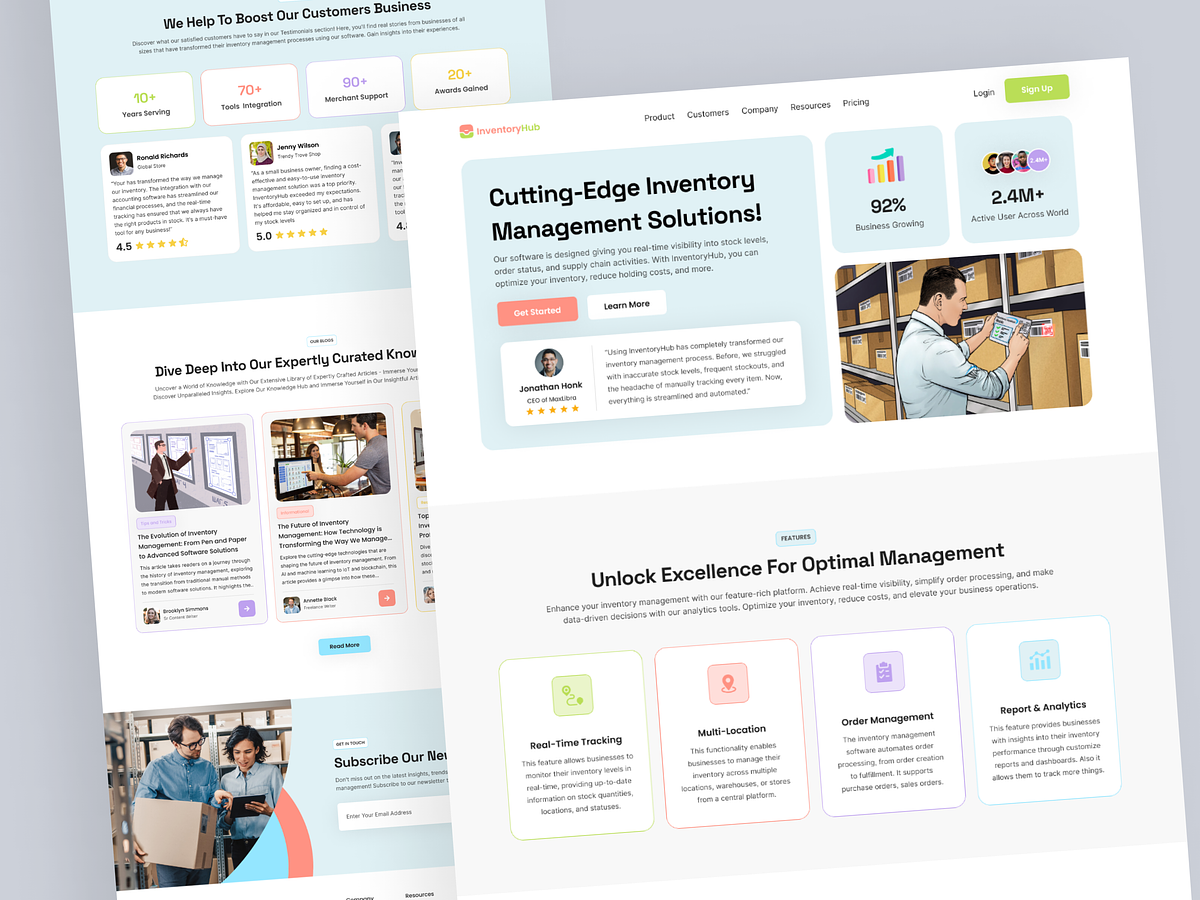 We Help To Boost Our Customers Business
Discover what our satisfied customers have to say in our Testimonials section! Here, you'll find real stories from businesses of all
sizes that have transformed their inventory management processes using our software. Gain insights into their experiences.
10+
Years Serving
70+
Tools Integration
90+
Merchant Support
20+
Awards Gained
Ronald Richards
Global Store
"Your has transformed the way we manage
our inventory. The integration with our
accounting software has streamlined our
financial processes, and the real-time
tracking has ensured that we always have
the right products in stock. It's a must-have
tool for any business!"
4.5
Jenny Wilson
Trendy Trove Shop
"As a small business owner, finding a cost-
effective and easy-to-use inventory
management solution was a top priority.
InventoryHub exceeded my expectations.
It's affordable, easy to set up, and has
helped me stay organized and in control of
my stock levels
5.0
OUR BLOGS
Dive Deep Into Our Expertly Curated
Uncover a World of Knowledge with Our Extensive Library of Expertly Crafted Articles - Immerse
Discover Unparalleled Insights, Explore Our Knowledge Hub and Immerse Yourself in Our Insightful
Tips and Tricks
The Evolution of Inventory
Management: From Pen and Paper
to Advanced Software Solutions
This article takes readers on a journey through
the history of inventory management, exploring
the transition from traditional manual methods
to modern software solutions. It highlights the...
Brooklyn Simmons
Sr Content Writer
Informational
The Future of Inventory
Management: How Technology is
Transforming the Way We Manage...
Explore the cutting-edge technologies that are
shaping the future of inventory management. From
AI and machine learning to IoT and blockchain, this
article provides a glimpse into how these...
Annette Black
Freelance Writer
Read More
GET IN TOUCH
Subscribe Our
Don't miss out on the latest insights, trends
management! Subscribe to our newsletter
Enter Your Email Address
Company
Resources
InventoryHub
Product
Customers
Company
Resources
Pricing
Login
Sign Up
Cutting-Edge Inventory
Management Solutions!
Our software is designed giving you real-time visibility into stock levels,
order status, and supply chain activities. With InventoryHub, you can
optimize your inventory, reduce holding costs, and more.
Get Started
Learn More
Jonathan Honk
CEO of MaxLibra
"Using InventoryHub has completely transformed our
inventory management process. Before, we struggled
with inaccurate stock levels, frequent stockouts, and
the headache of manually tracking every item. Now,
everything is streamlined and automated."
92%
Business Growing
2.4M+
2.4M+
Active User Across World
FEATURES
Unlock Excellence For Optimal Management
Enhance your inventory management with our feature-rich platform. Achieve real-time visibility, simplify order processing, and make
data-driven decisions with our analytics tools. Optimize your inventory, reduce costs, and elevate your business operations.
Real-Time Tracking
This feature allows businesses to
monitor their inventory levels in
real-time, providing up-to-date
information on stock quantities,
locations, and statuses.
Multi-Location
This functionality enables
businesses to manage their
inventory across multiple
locations, warehouses, or stores
from a central platform.
Order Management
The inventory management
software automates order
processing, from order creation
to fulfillment. It supports
purchase orders, sales orders.
Report & Analytics
This feature provides businesses
with insights into their inventory
performance through customize
reports and dashboards. Also it
allows them to track more things.